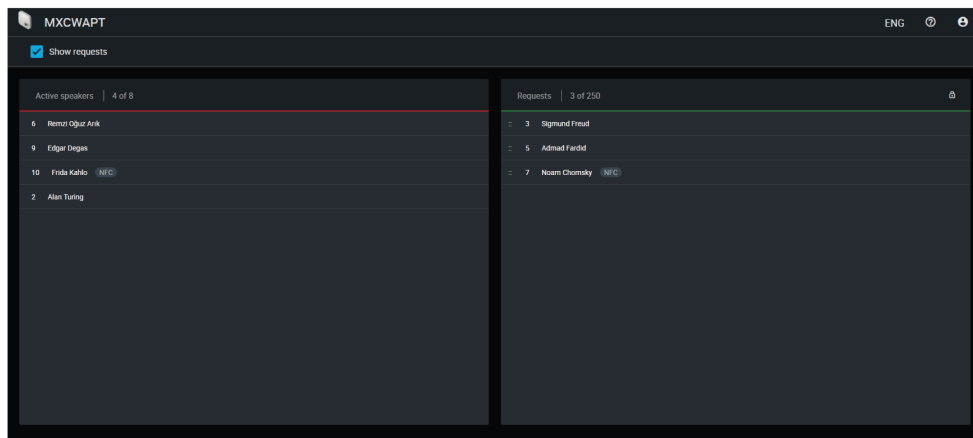 MXCWAPT
ENG
Show requests
Active speakers | 4 of 8
6 Remzi Oğuz Arık
9 Edgar Degas
10 Frida Kahlo NFC
2 Alan Turing
Requests | 3 of 250
3 Sigmund Freud
5 Admad Fardid
7 Noam Chomsky NFC